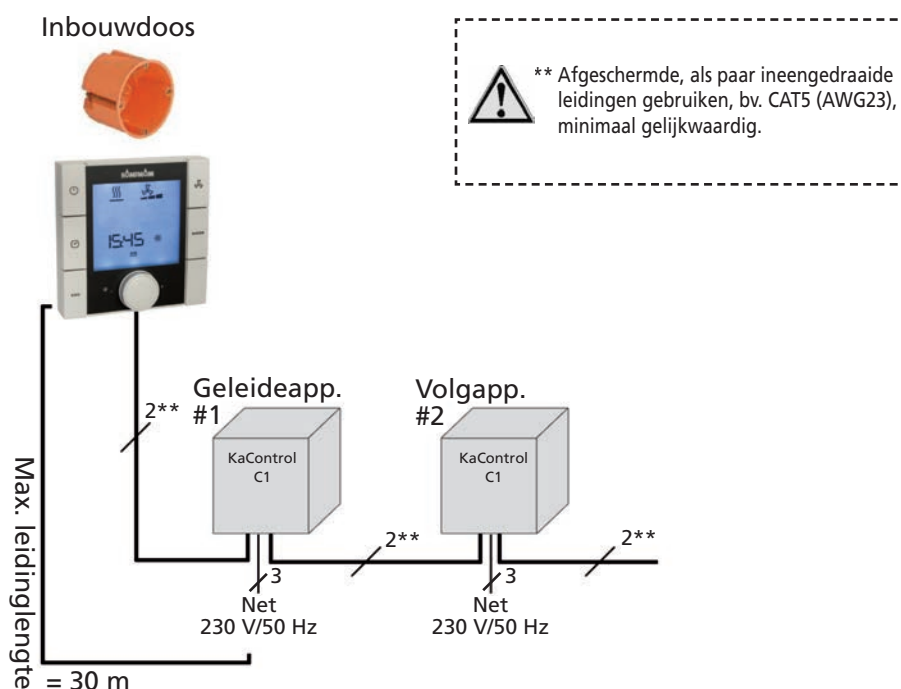 Inbouwdoos
** Afgeschermde, als paar ineengedraaide
leidingen gebruiken, bv. CAT5 (AWG23),
minimaal gelijkwaardig.
15:45
Geleideapp.
#1
Volgapp.
#2
2**
KaControl
C1
KaControl
C1
2**
2**
3
3
Net
230 V/50 Hz
Net
230 V/50 Hz
Max. leidinglengte
= 30 m